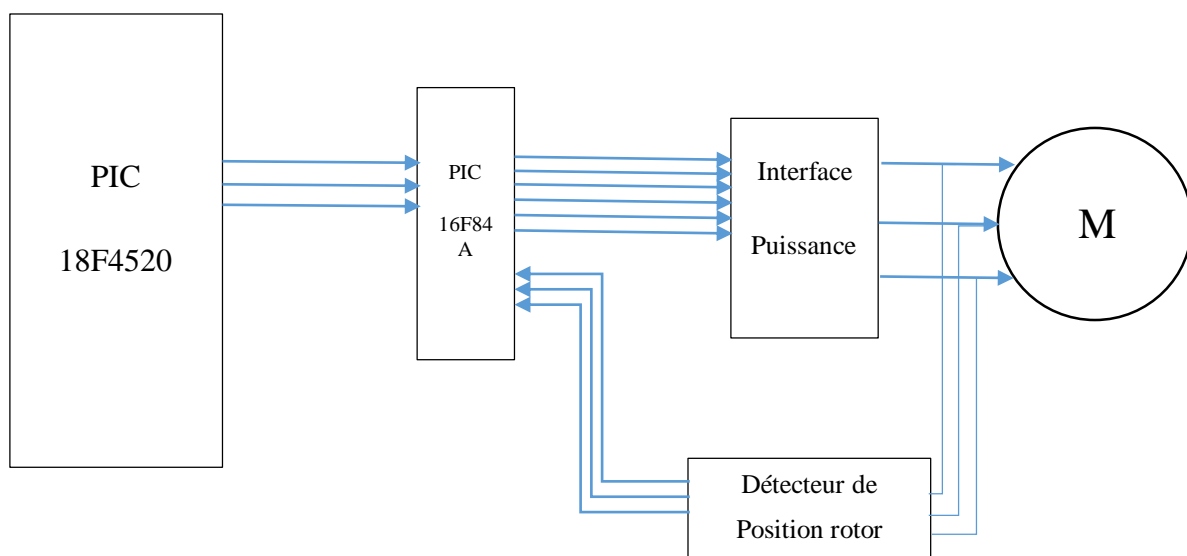 PIC
18F4520
PIC
16F84
A
Interface
Puissance
M
Détecteur de
Position rotor